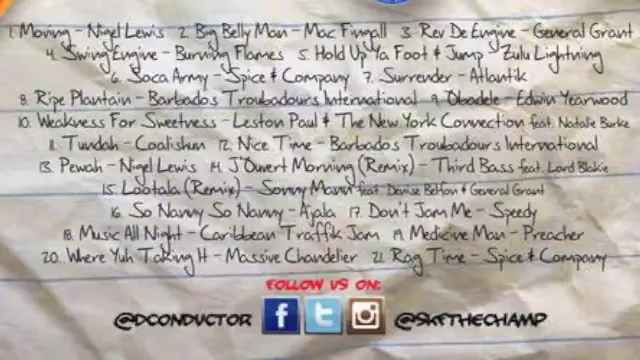 1. Moving - Nigel Lewis 2. Big Belly Man - Mac Fingall 3. Rev De Engine - General Grant
4. Swing Engine - Burning Flames 5. Hold Up Ya Foot & Jump - Zulu Lightning
6. Soca Army - Spice & Company 7. Surrender - Atlantik
8. Ripe Plantain - Barbados Troubadours International 9. Obadele - Edwin Yearwood
10. Weakness For Sweetness - Leston Paul & The New York Connection feat. Natalie Burke
11. Tundah - Coalishun 12. Nice Time - Barbados Troubadours International
13. Pewah - Nigel Lewis 14. J'Ouvert Morning (Remix) - Third Bass feat. Lord Blakie
15. Lootala (Remix) - Sonny Mann feat. Denise Belfon & General Grant
16. So Nanny So Nanny - Ajala 17. Don't Jam Me - Speedy
18. Music All Night - Caribbean Traffik Jam 19. Medicine Man - Preacher
20. Where Yuh Taking It - Massive Chandelier 21. Rag Time - Spice & Company
FOLLOW US ON:
@DCONDUCTOR f t @SKFTHECHAMP